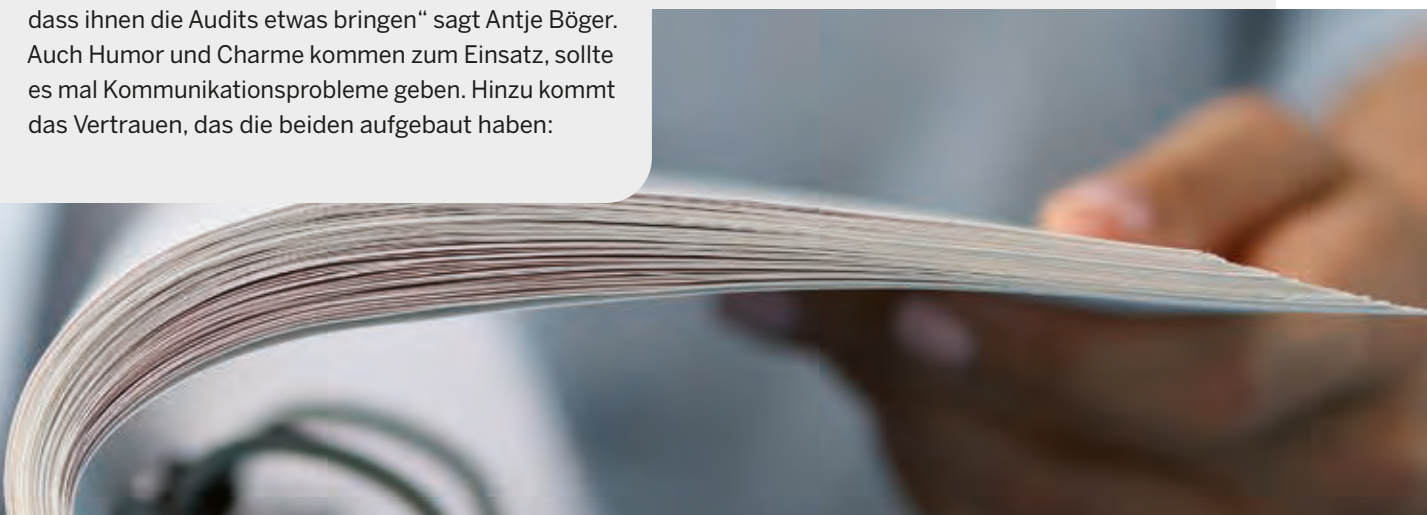 dass ihnen die Audits etwas bringen“ sagt Antje Böger.
Auch Humor und Charme kommen zum Einsatz, sollte
es mal Kommunikationsprobleme geben. Hinzu kommt
das Vertrauen, das die beiden aufgebaut haben: